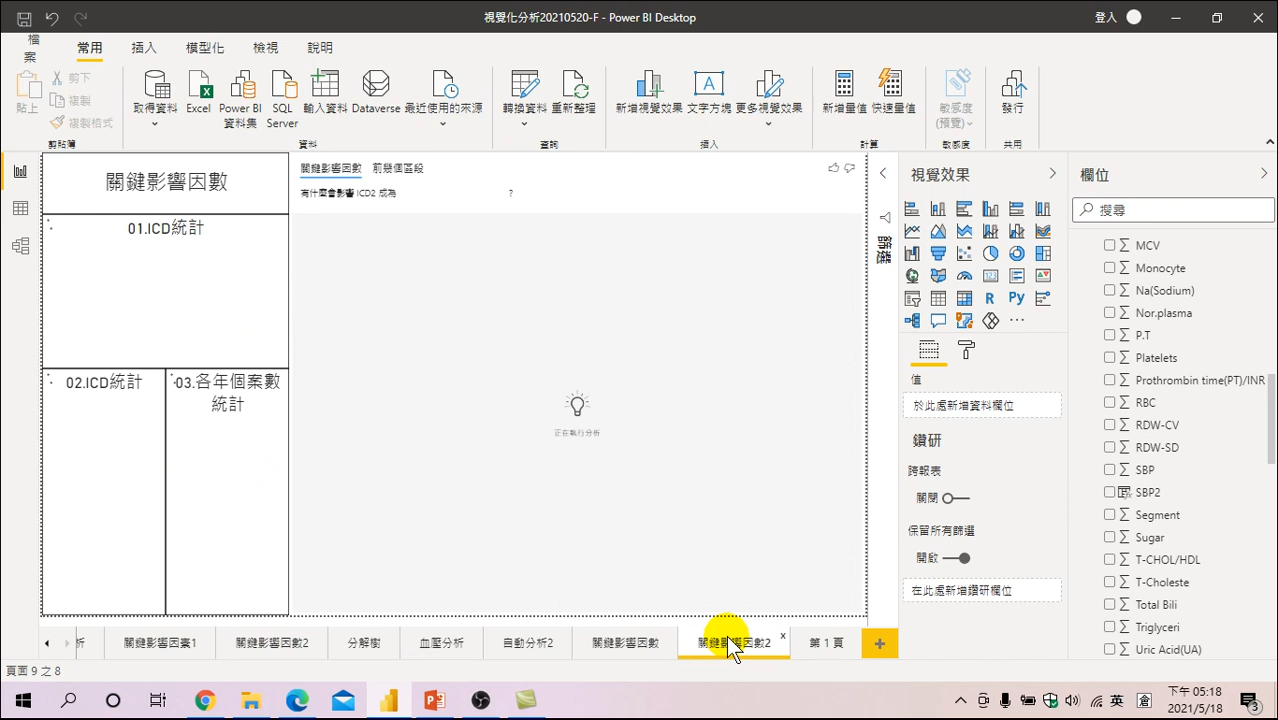 視覺化分析20210520-F - Power BI Desktop
登入
檔案
常用
插入
模型化
檢視
說明
貼上
剪下
複製
複製格式
剪貼簿
取得資料
Excel
Power BI 資料集
SQL Server
輸入資料
Dataverse
最近使用的來源
資料
轉換資料
重新整理
查詢
新增視覺效果
文字方塊
更多視覺效果
插入
新增量值
快速量值
計算
敏感度 (預覽)
敏感度
發行
共用
關鍵影響因數
01.ICD統計
02.ICD統計
03.各年個案數
統計
關鍵影響因數
前幾個區段
有什麼會影響 ICD2 成為
?
正在執行分析
篩選
視覺效果
R
Py
值
於此處新增資料欄位
鑽研
跨報表
關閉
保留所有篩選
開啟
在此處新增鑽研欄位
欄位
搜尋
MCV
Monocyte
Na(Sodium)
Nor.plasma
P.T
Platelets
Prothrombin time(PT)/INR
RBC
RDW-CV
RDW-SD
SBP
SBP2
Segment
Sugar
T-CHOL/HDL
T-Choleste
Total Bili
Triglyceri
Uric Acid(UA)
析
關鍵影響因素1
關鍵影響因數2
分解樹
血壓分析
自動分析2
關鍵影響因數
關鍵影響因數2
第 1 頁
頁面 9 之 8
英
倉
下午 05:18
2021/5/18
3